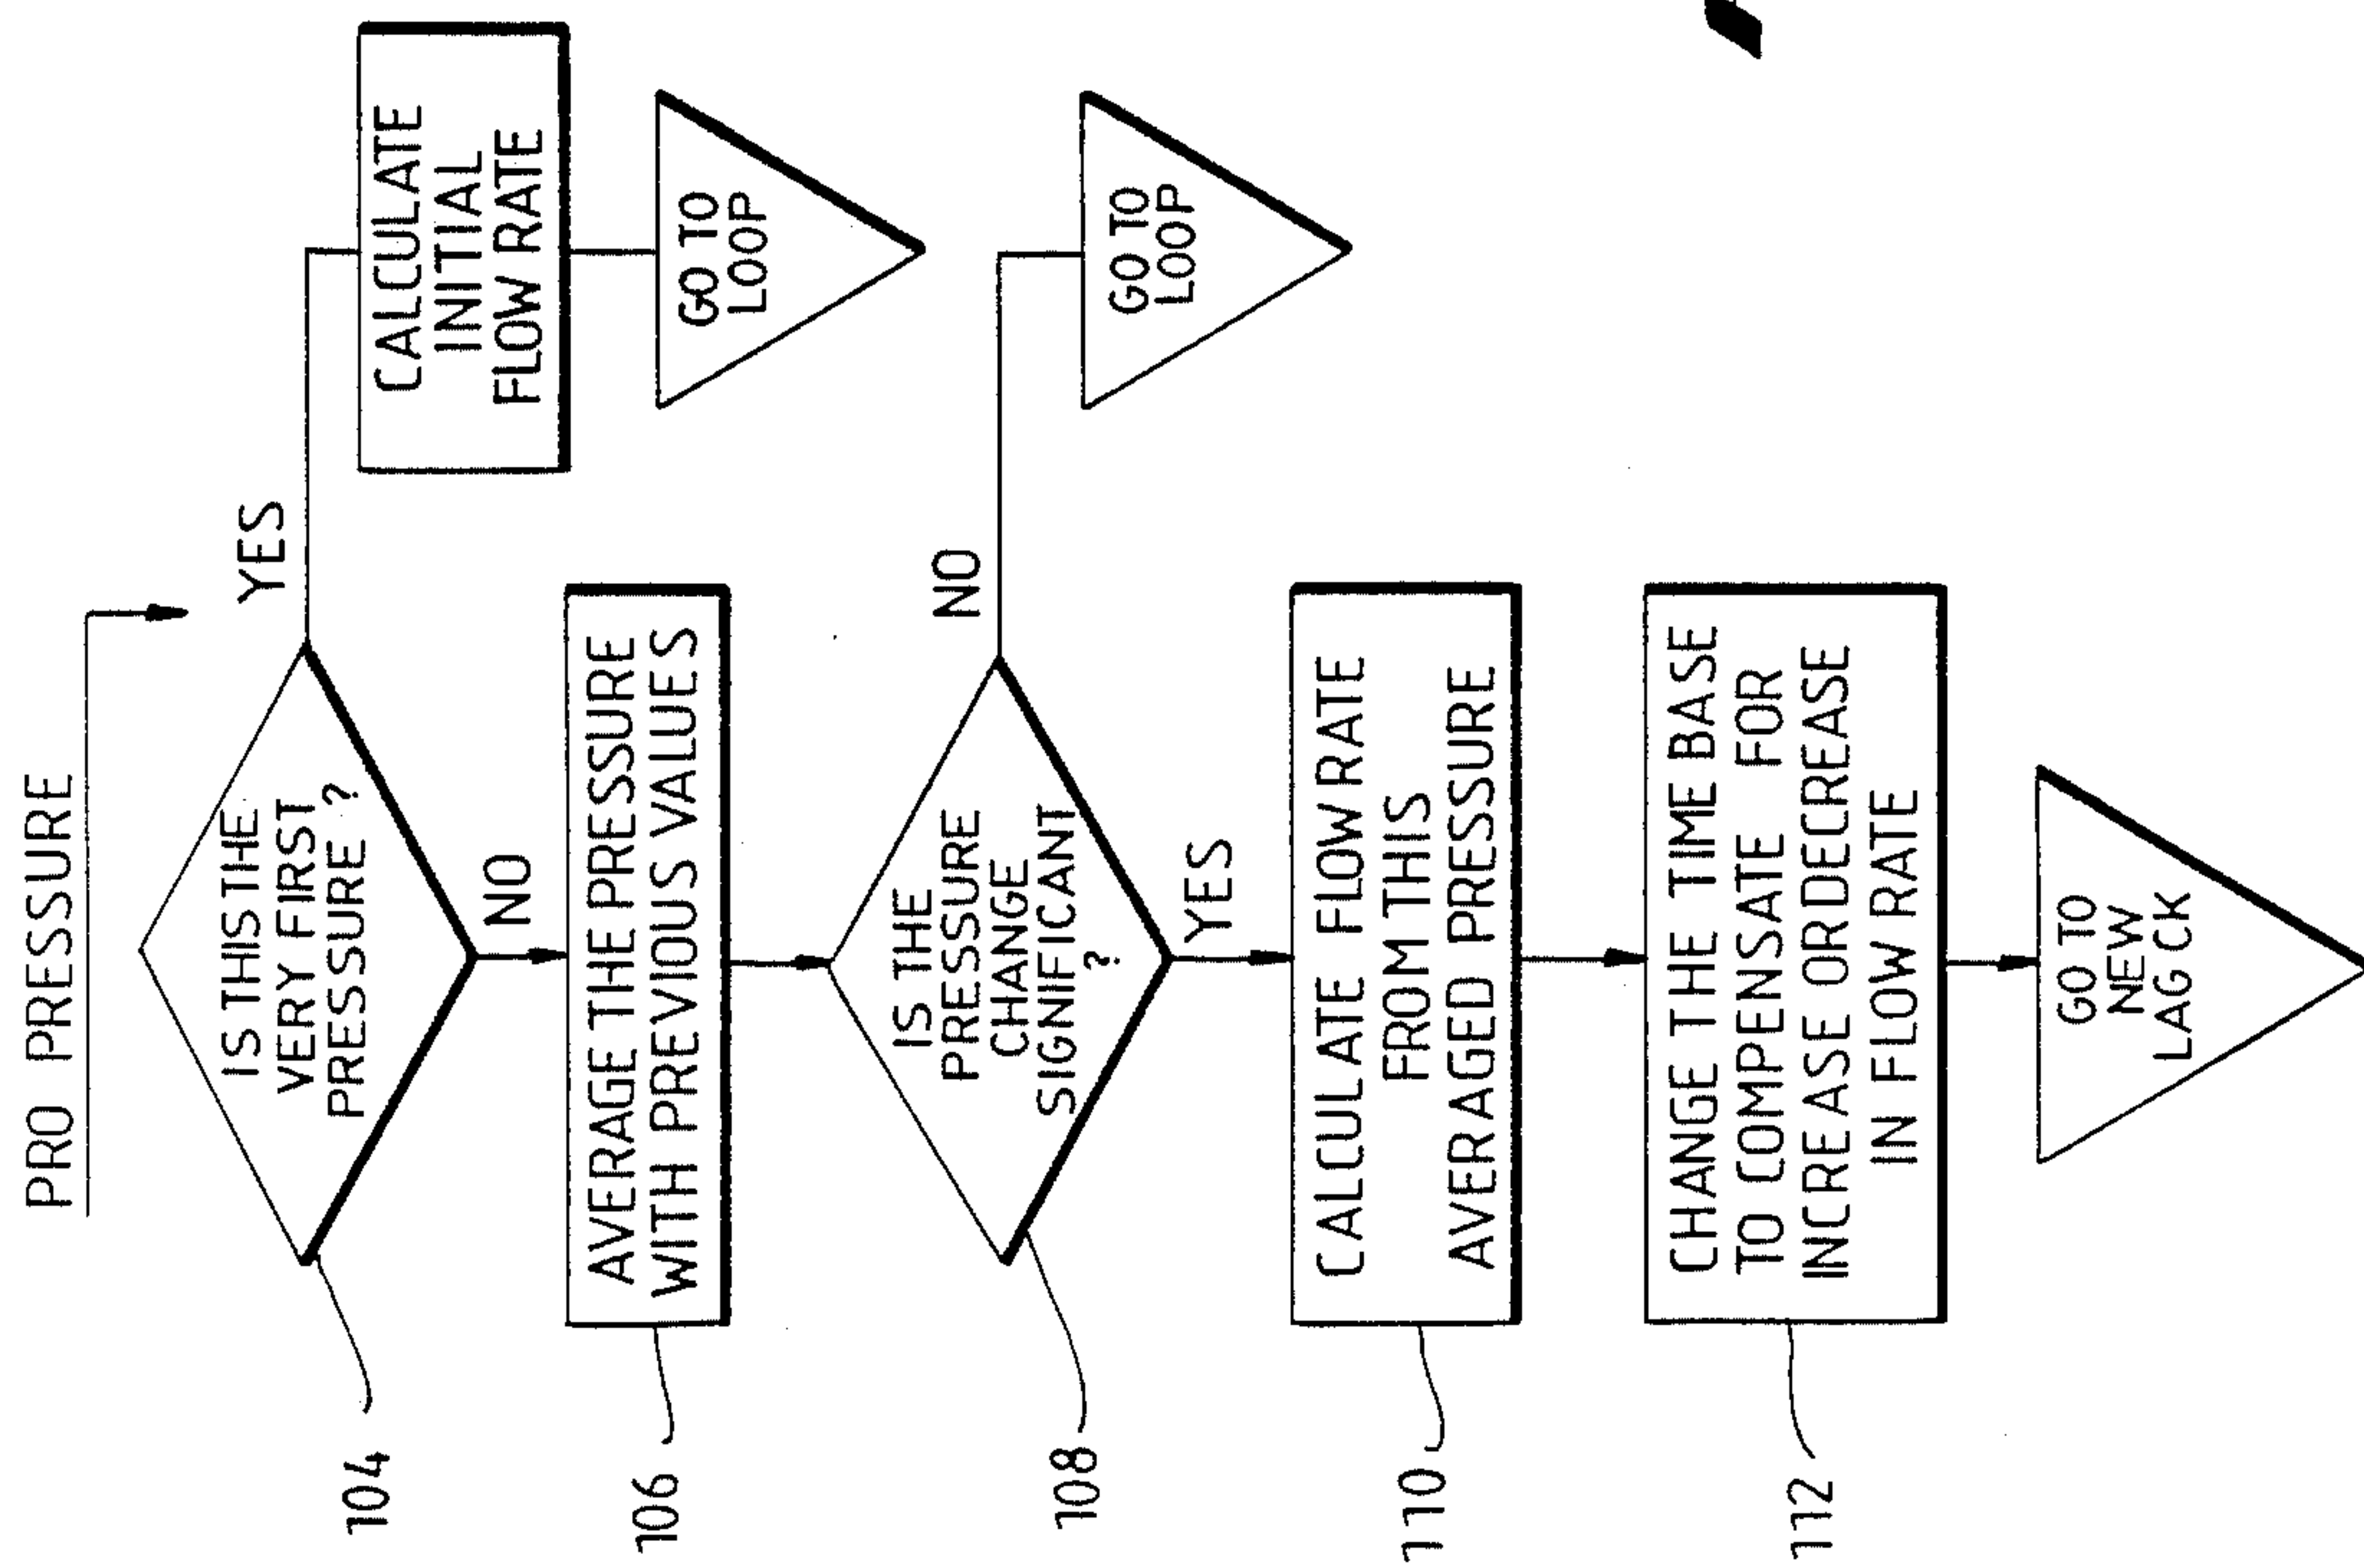 PRO PRESSURE
IS THIS THE
VERY FIRST
PRESSURE ?
YES
CALCULATE
INITIAL
FLOW RATE
GO TO
LOOP
NO
104
AVERAGE THE PRESSURE
WITH PREVIOUS VALUES
106
IS THE
PRESSURE
CHANGE
SIGNIFICANT
?
NO
GO TO
LOOP
108
YES
CALCULATE FLOW RATE
FROM THIS
AVERAGED PRESSURE
110
CHANGE THE TIME BASE
TO COMPENSATE FOR
INCREASE OR DECREASE
IN FLOW RATE
112
GO TO
NEW
LAG CK